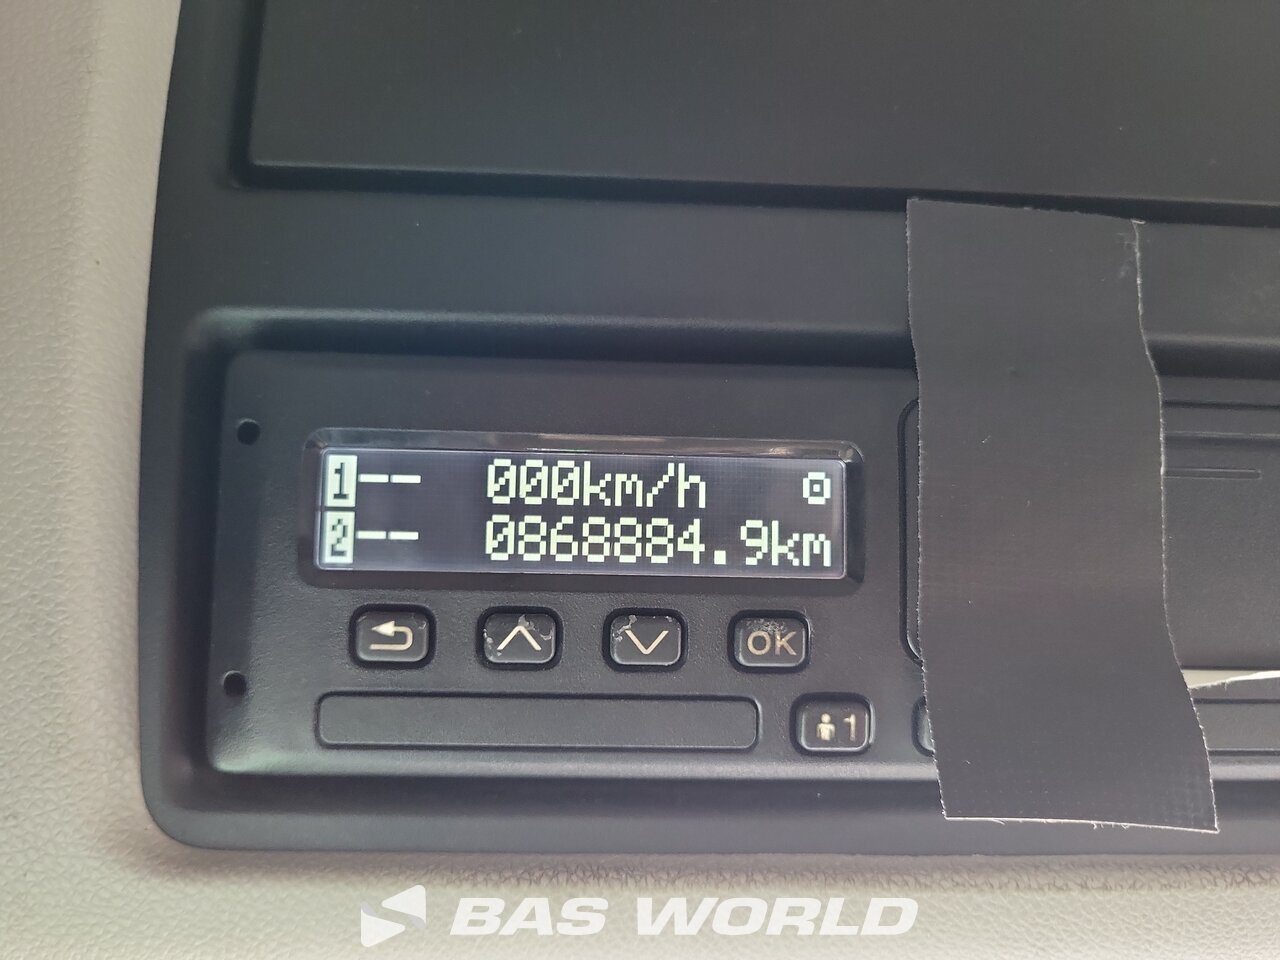 1 -- 000km/h
2 -- 0868884.9km
OK
1
BAS WORLD